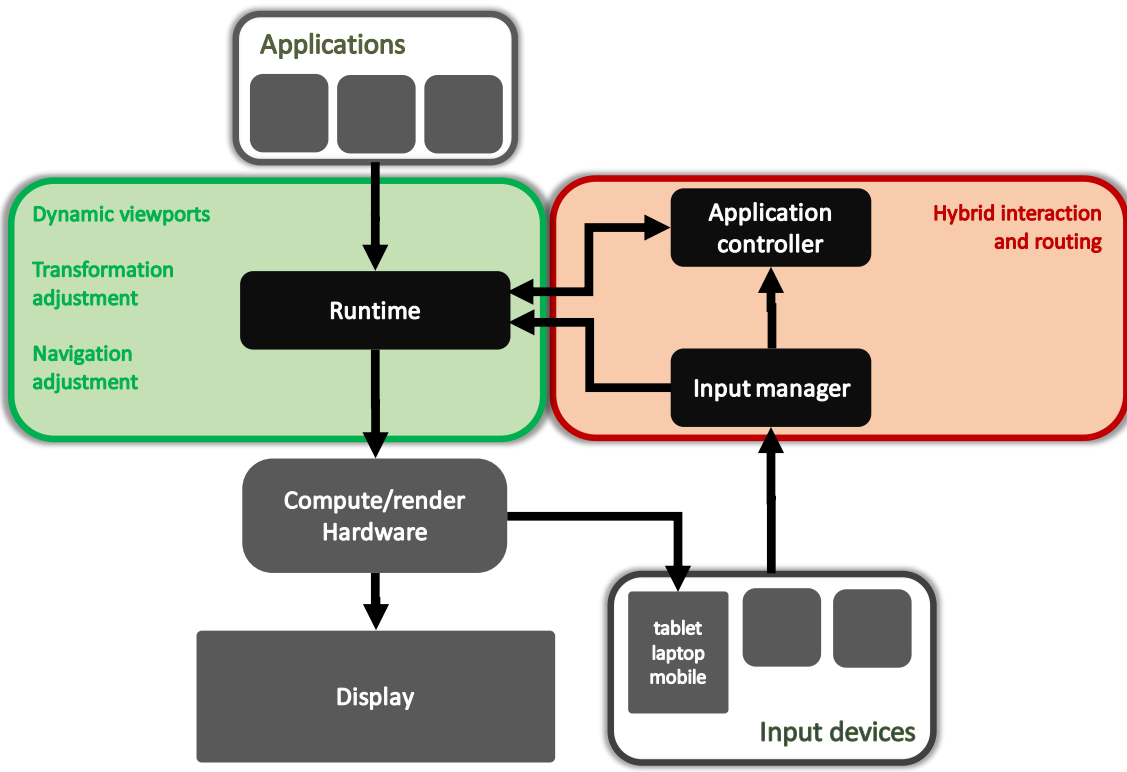 Applications
Dynamic viewports
Transformation
adjustment
Navigation
adjustment
Runtime
Application
controller
Hybrid interaction
and routing
Input manager
Compute/render
Hardware
Display
tablet
laptop
mobile
Input devices